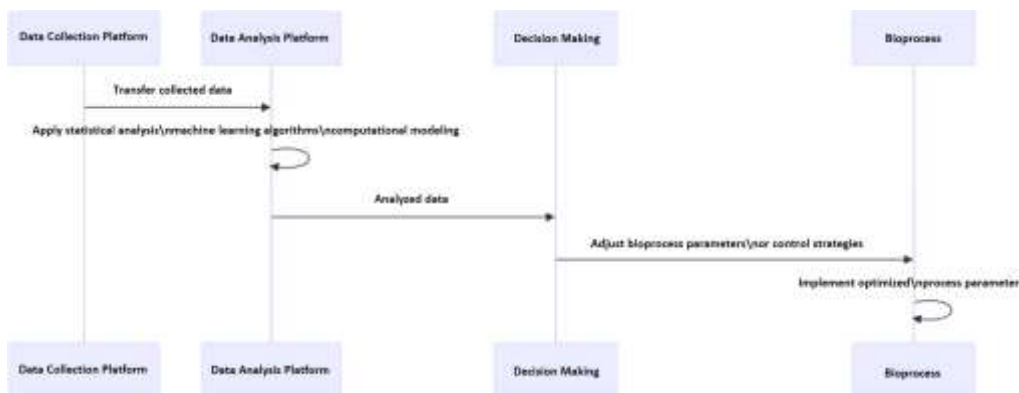 Data Collection Platform
Data Analysis Platform
Decision Making
Bioprocess
Transfer collected data
Apply statistical analysis\nmachine learning algorithms\ncomputational modeling
Analyzed data
Adjust bioprocess parameters\nor control strategies
Implement optimized\nprocess parameter
Data Collection Platform
Data Analysis Platform
Decision Making
Bioprocess